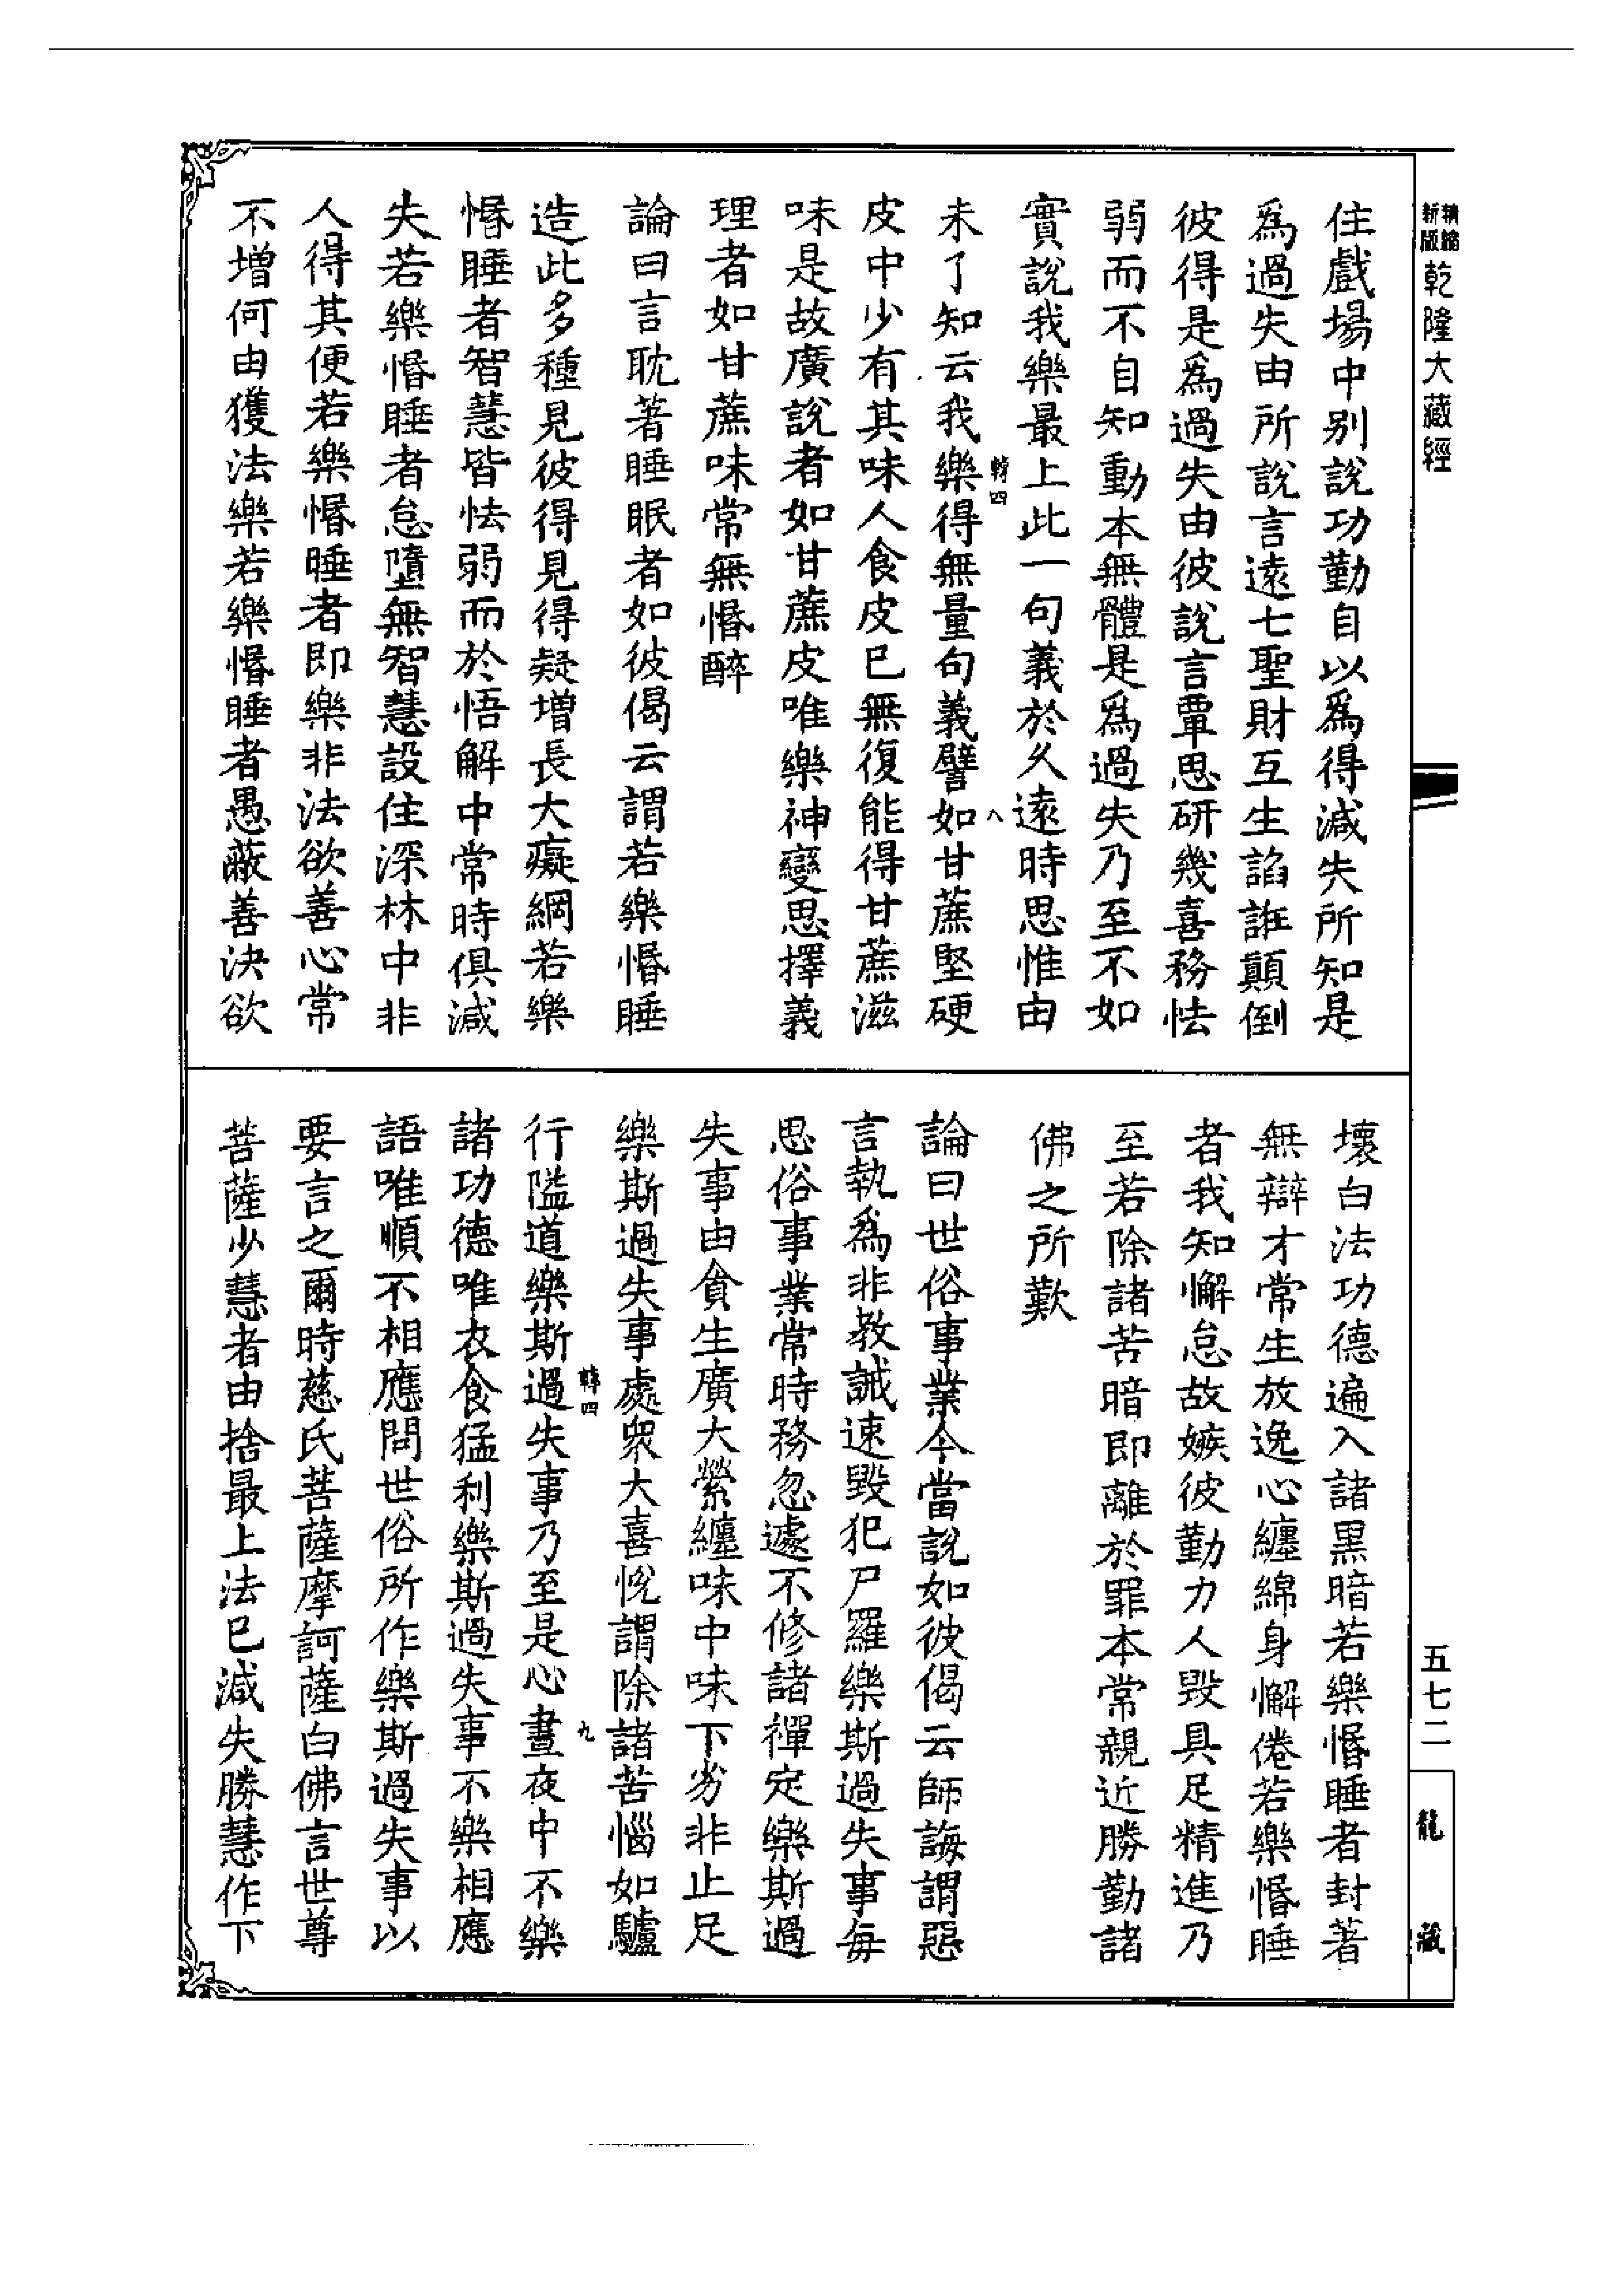 新版
精縮
乾隆大藏經
住戲場中別說功勤自以爲得減失所知是
爲過失由所說言遠七聖財互生諂誑顛倒
彼得是爲過失由彼說言覃思研幾喜務怯
弱而不自知動本無體是爲過失乃至不如
實說我樂最上此一句義於久遠時思惟由
轉四
八
未了知云我樂得無量句義譬如甘蔗堅硬
皮中少有其味人食皮已無復能得甘蔗滋
味是故廣說者如甘蔗皮唯樂神變思擇義
理者如甘蔗味常無惛醉
論曰言耽著睡眠者如彼偈云謂若樂惛睡
造此多種見彼得見得疑增長大癡網若樂
惛睡者智慧皆怯弱而於悟解中常時俱減
失若樂惛睡者怠墮無智慧設住深林中非
人得其便若樂惛睡者即樂非法欲善心常
不增何由獲法樂若樂惛睡者愚蔽善決欲
壞白法功德遍入諸黑暗若樂惛睡者封著
無辯才常生放逸心纏綿身懈倦若樂惛睡
者我知懈怠故嫉彼勤力人毀具足精進乃
至若除諸苦暗即離於罪本常親近勝勤諸
佛之所歎
論曰世俗事業今當說如彼偈云師誨謂惡
言執爲非教誡速毀犯尸羅樂斯過失事每
思俗事業常時務忽遽不修諸禪定樂斯過
失事由貪生廣大縈纏味中味下劣非止足
樂斯過失事處衆大喜悅謂除諸苦惱如驢
轉四
九
行隘道樂斯過失事乃至是心晝夜中不樂
諸功德唯衣食猛利樂斯過失事不樂相應
語唯順不相應問世俗所作樂斯過失事以
要言之爾時慈氏菩薩摩訶薩白佛言世尊
菩薩少慧者由捨最上法已減失勝慧作下
五七二
龍藏